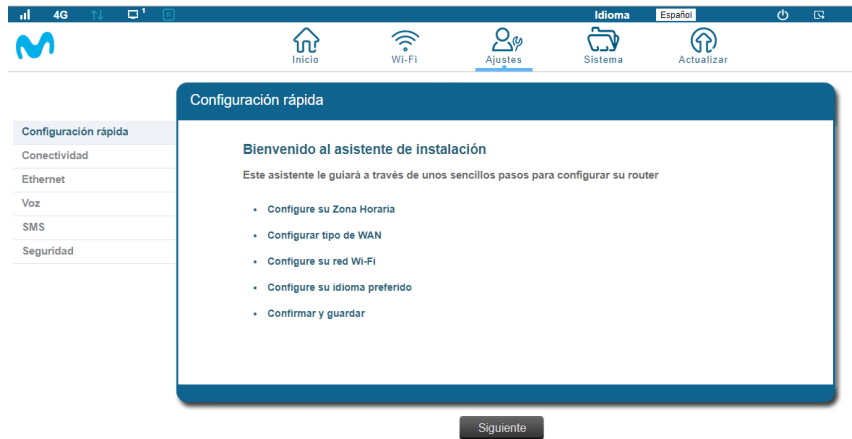 4G 1 R Idioma Español
Inicio Wi-Fi Ajustes Sistema Actualizar
Configuración rápida
Configuración rápida
Conectividad
Ethernet
Voz
SMS
Seguridad
Bienvenido al asistente de instalación
Este asistente le guiará a través de unos sencillos pasos para configurar su router
• Configure su Zona Horaria
• Configurar tipo de WAN
• Configure su red Wi-Fi
• Configure su idioma preferido
• Confirmar y guardar
Siguiente